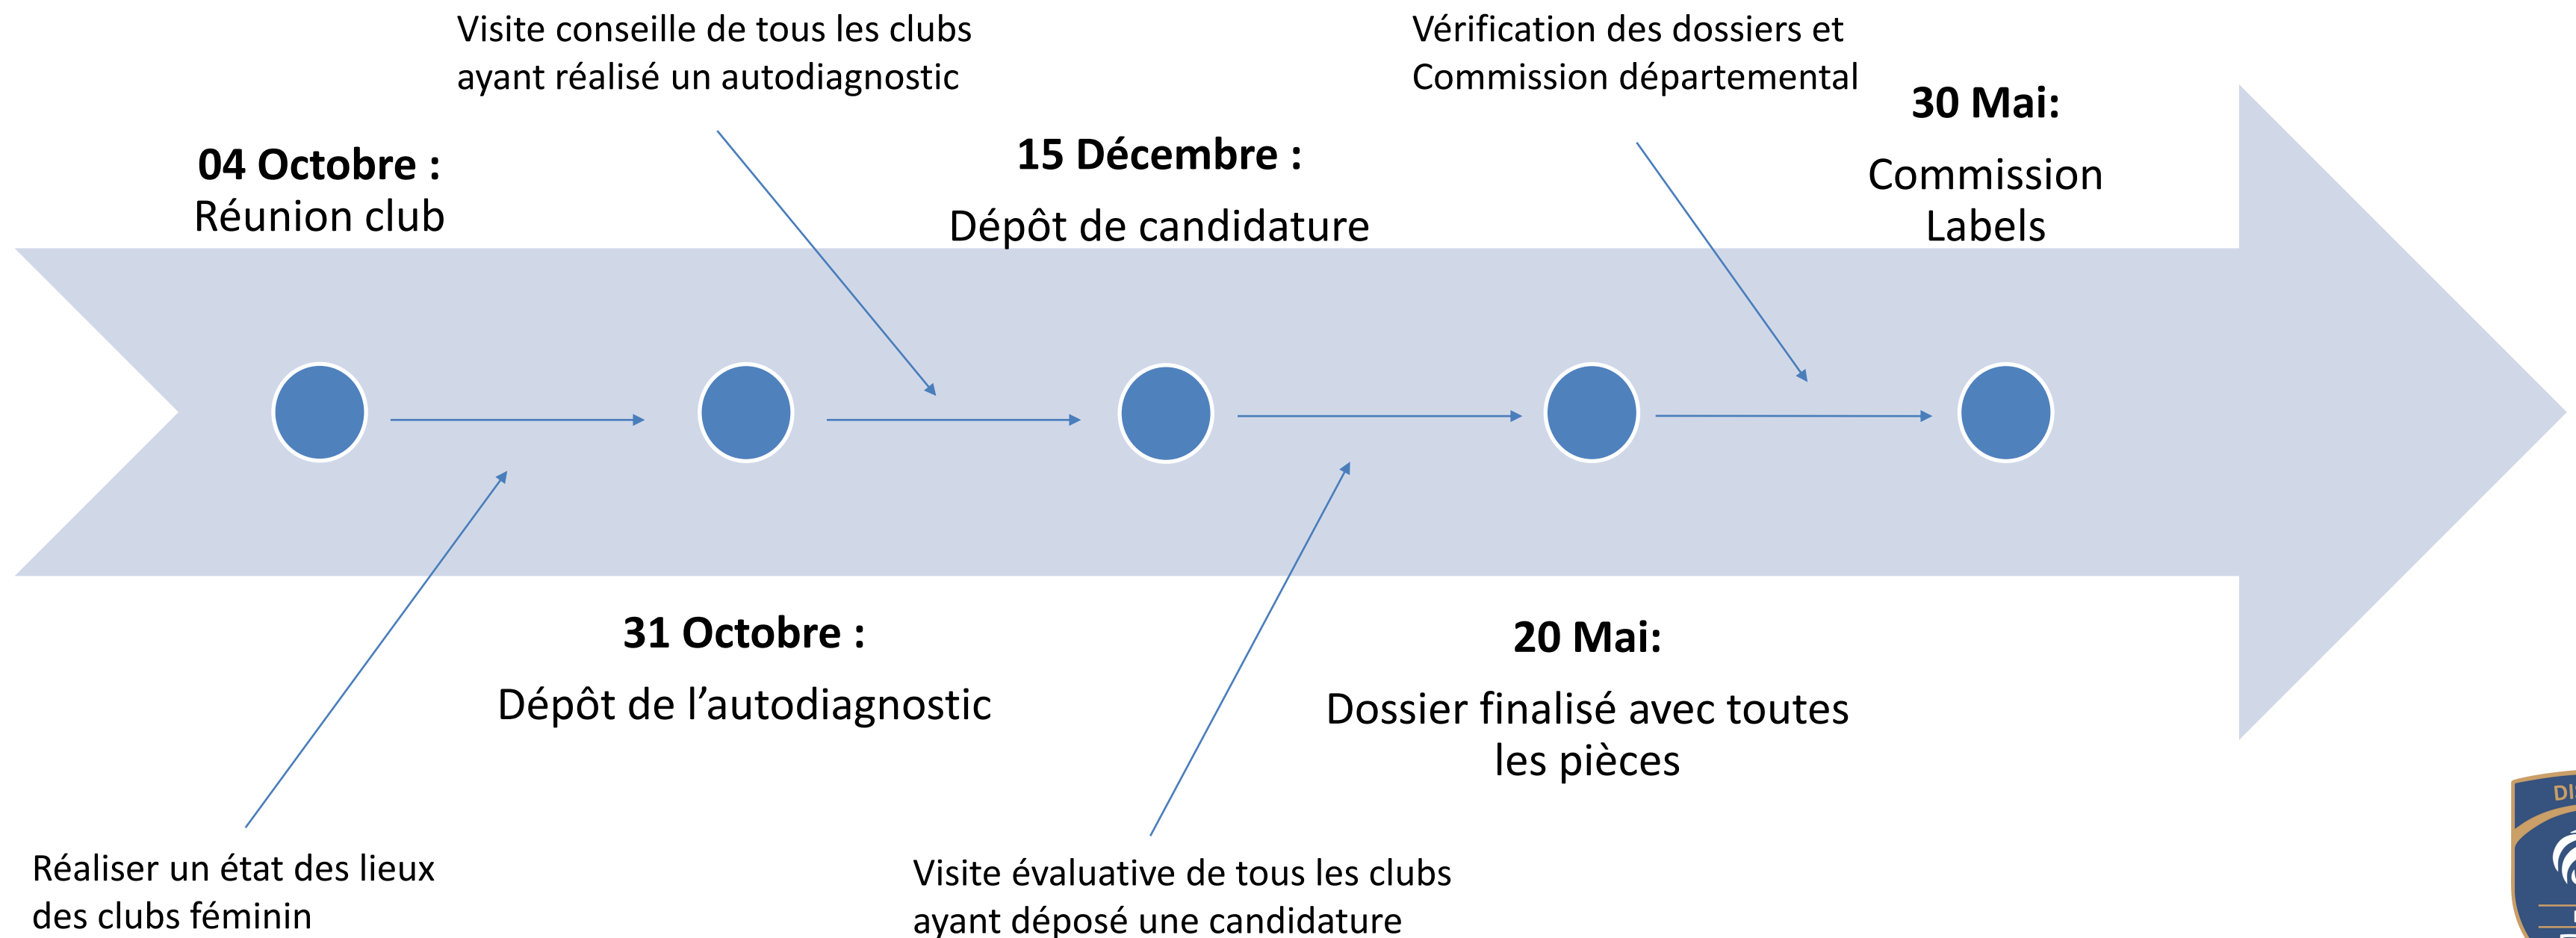 Visite conseille de tous les clubs
ayant réalisé un autodiagnostic
Vérification des dossiers et
Commission départemental
04 Octobre :
Réunion club
15 Décembre :
Dépôt de candidature
30 Mai:
Commission
Labels
31 Octobre :
Dépôt de l’autodiagnostic
20 Mai:
Dossier finalisé avec toutes
les pièces
Réaliser un état des lieux
des clubs féminin
Visite évaluative de tous les clubs
ayant déposé une candidature